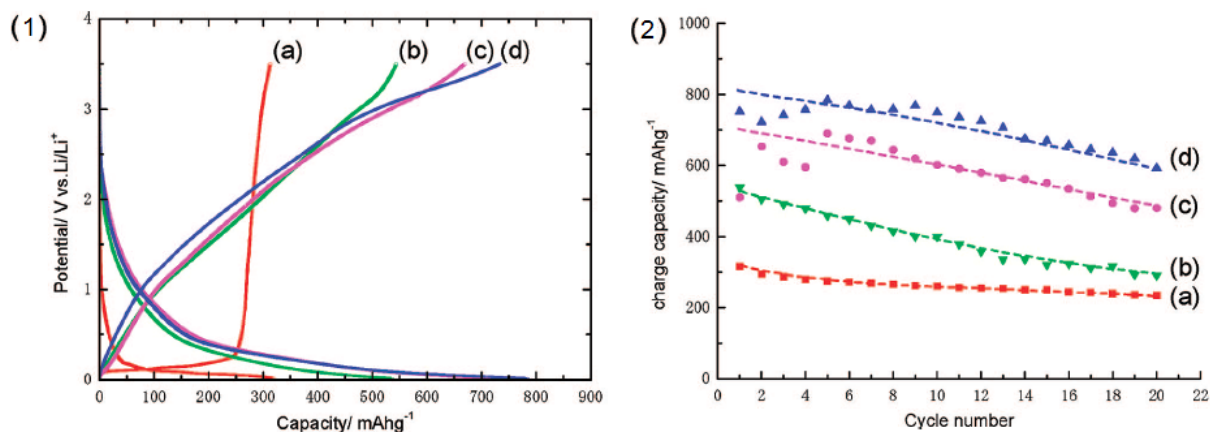 (1)
4
3
2
1
0
Potential/ V vs.Li/Li⁺
(a) (b) (c) (d)
0 100 200 300 400 500 600 700 800 900
Capacity/ mAhg⁻¹
(2)
1000
800
600
400
200
0
charge capacity/ mAhg⁻¹
(d)
(c)
(b)
(a)
0 2 4 6 8 10 12 14 16 18 20 22
Cycle number